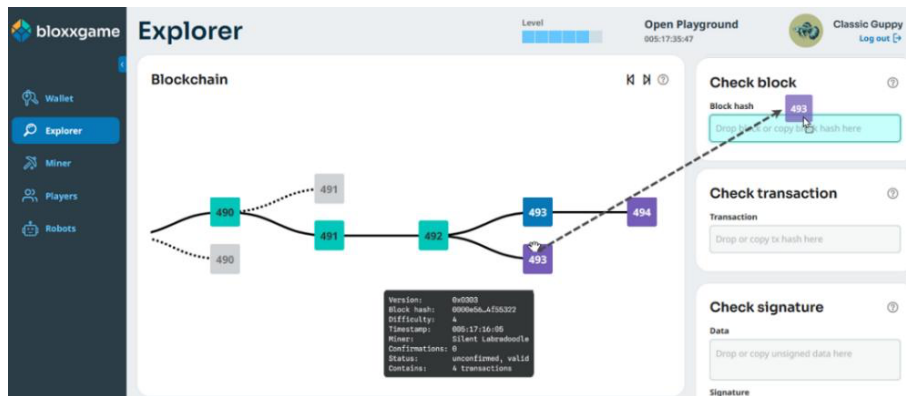 bloxxgame
Wallet
Explorer
Miner
Players
Robots
Explorer
Level
Open Playground
005:17:35:47
Classic Guppy
Log out
Blockchain
490
491
490
491
492
493
494
493
Version: 0x0303
Block hash: 0000e56…Af55322
Difficulty: 4
Timestamp: 005:17:16:05
Miner: Silent Labradoodle
Confirmations: 0
Status: unconfirmed, valid
Contains: 4 transactions
Check block
Block hash
493
Drop block or copy block hash here
Check transaction
Transaction
Drop or copy tx hash here
Check signature
Data
Drop or copy unsigned data here
Signature